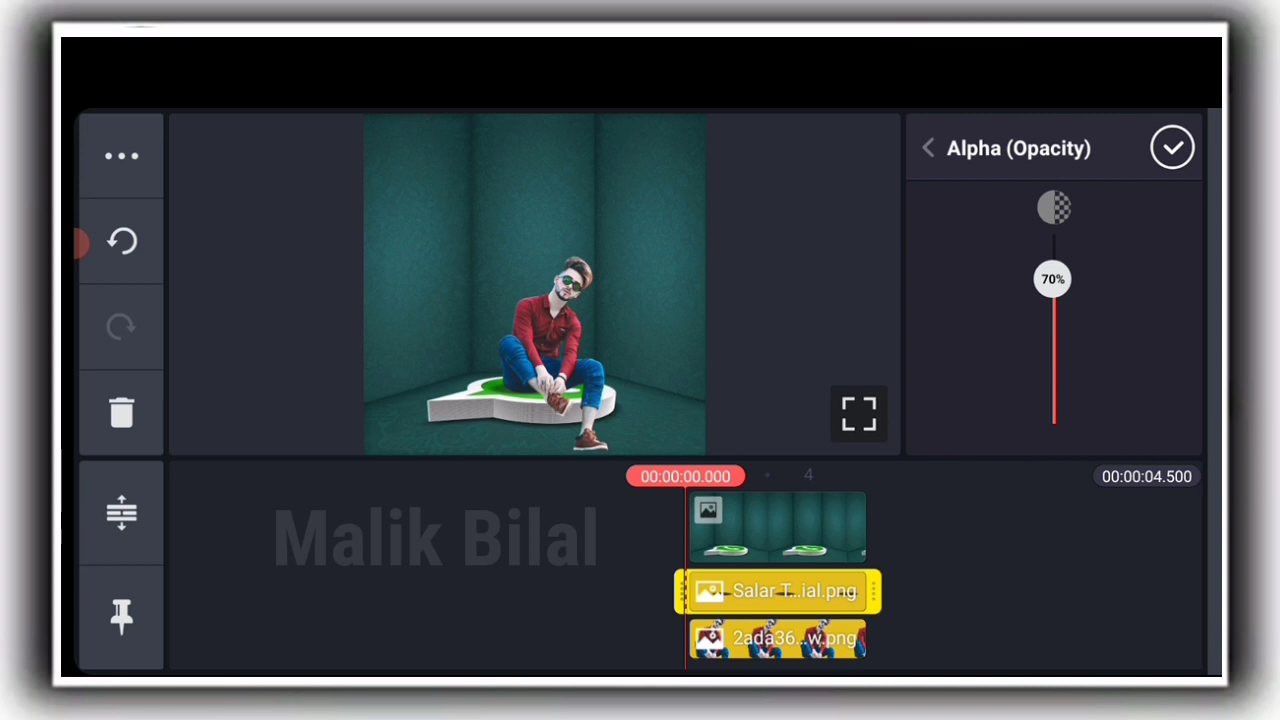 Alpha (Opacity)
70%
00:00:00.000
4
00:00:04.500
Malik Bilal
Salar T...ial.png
2ada36...w.png